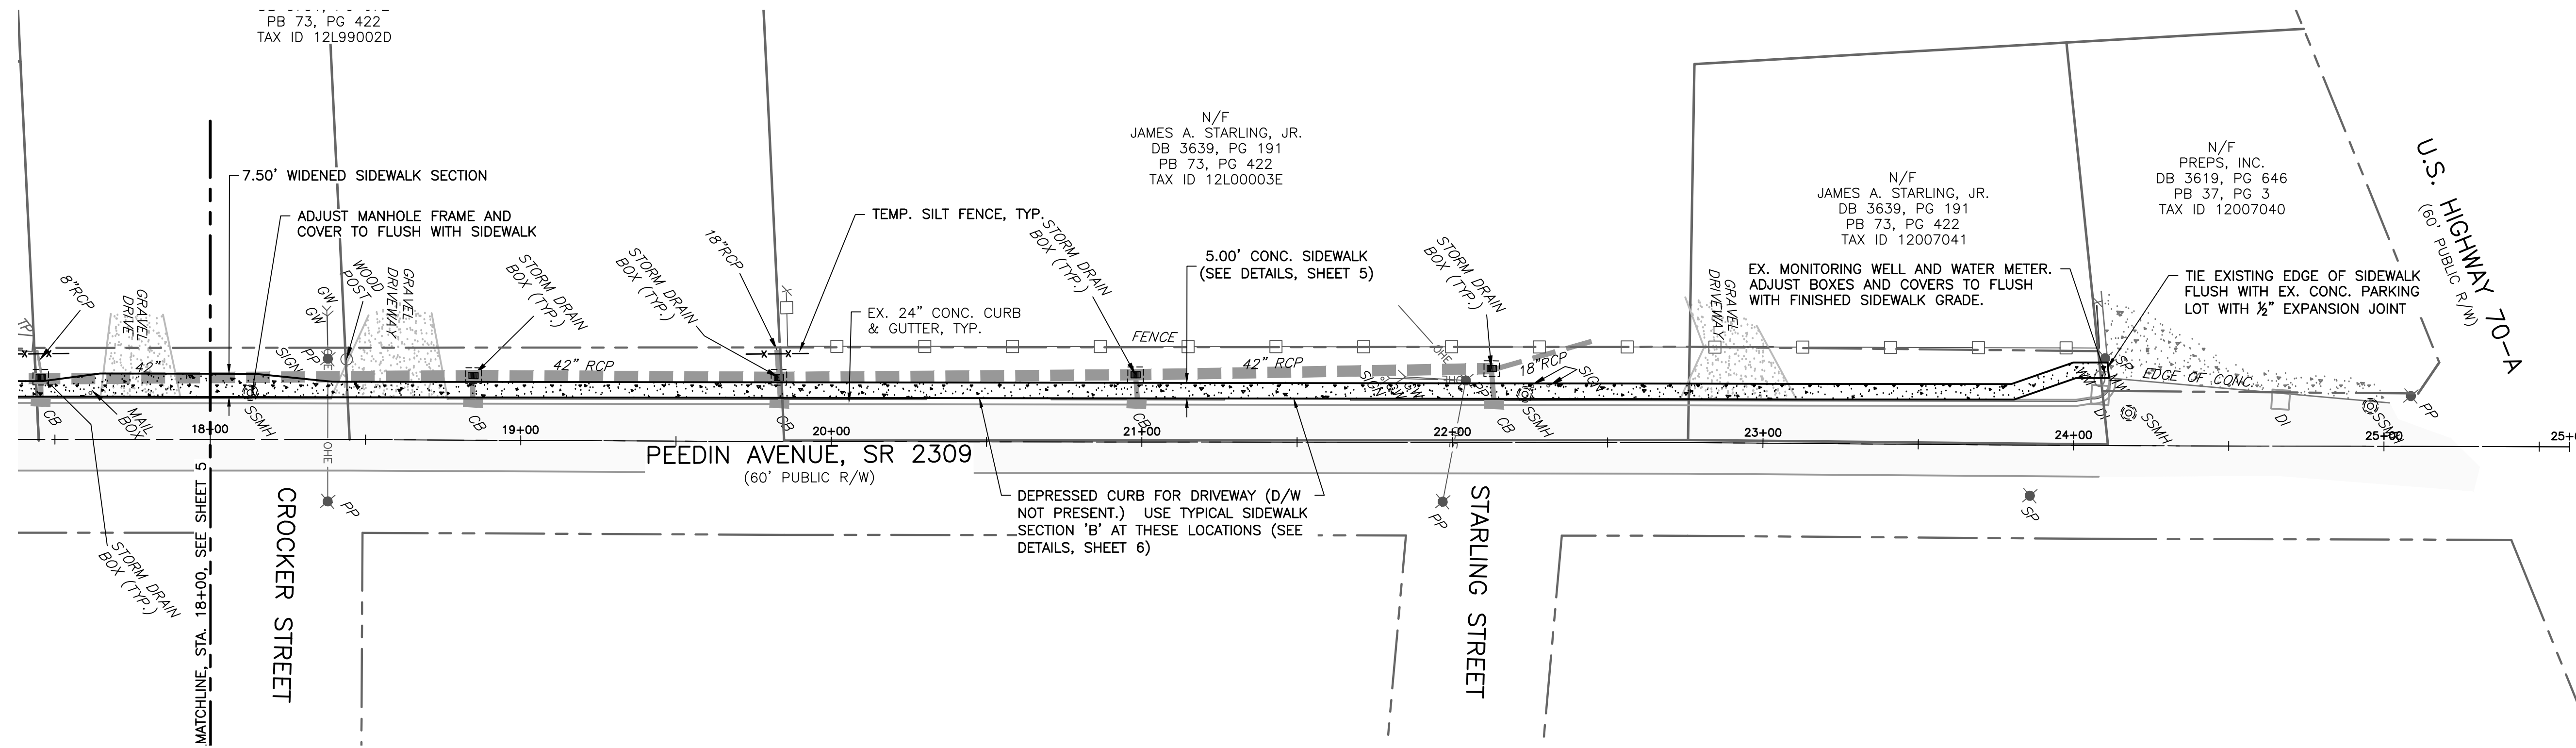 PB 73, PG 422
TAX ID 12L99002D
7.50' WIDENED SIDEWALK SECTION
ADJUST MANHOLE FRAME AND
COVER TO FLUSH WITH SIDEWALK
TEMP. SILT FENCE, TYP.
N/F
JAMES A. STARLING, JR.
DB 3639, PG 191
PB 73, PG 422
TAX ID 12L00003E
5.00' CONC. SIDEWALK
(SEE DETAILS, SHEET 5)
N/F
JAMES A. STARLING, JR.
DB 3639, PG 191
PB 73, PG 422
TAX ID 12007041
EX. MONITORING WELL AND WATER METER.
ADJUST BOXES AND COVERS TO FLUSH
WITH FINISHED SIDEWALK GRADE.
N/F
PREPS, INC.
DB 3619, PG 646
PB 37, PG 3
TAX ID 12007040
TIE EXISTING EDGE OF SIDEWALK
FLUSH WITH EX. CONC. PARKING
LOT WITH ½" EXPANSION JOINT
U.S. HIGHWAY 70-A
(60' PUBLIC R/W)
TP
8"RCP
GRAVEL
DRIVE
GW
GW
WOOD
POST
GRAVEL
DRIVEWAY
STORM DRAIN
BOX (TYP.)
STORM DRAIN
BOX (TYP.)
18"RCP
STORM DRAIN
BOX (TYP.)
STORM DRAIN
BOX (TYP.)
GRAVEL
DRIVEWAY
EX. 24" CONC. CURB
& GUTTER, TYP.
FENCE
OHE
SIGN
PP
42"
42" RCP
42" RCP
18"RCP
SIGN
SIGN
GW
PP
SP
WM
MW
EDGE OF CONC.
CB
MAIL
BOX
SSMH
CB
CB
CB
CB
SSMH
DI
SSMH
DI
SSMH
PP
18+00
19+00
20+00
21+00
22+00
23+00
24+00
25+00
PEEDIN AVENUE, SR 2309
(60' PUBLIC R/W)
OHE
PP
PP
SP
DEPRESSED CURB FOR DRIVEWAY (D/W
NOT PRESENT.) USE TYPICAL SIDEWALK
SECTION 'B' AT THESE LOCATIONS (SEE
DETAILS, SHEET 6)
STORM DRAIN
BOX (TYP.)
MATCHLINE, STA. 18+00, SEE SHEET 5
CROCKER STREET
STARLING STREET